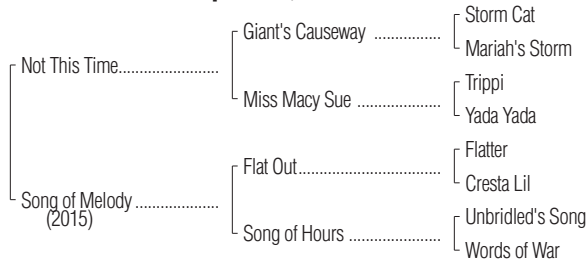 Storm Cat
Giant's Causeway ................
Mariah's Storm
Not This Time........................
Trippi
Miss Macy Sue ....................
Yada Yada
Flatter
Flat Out..................................
Cresta Lil
Song of Melody ....................
(2015)
Unbridled's Song
Song of Hours ......................
Words of War